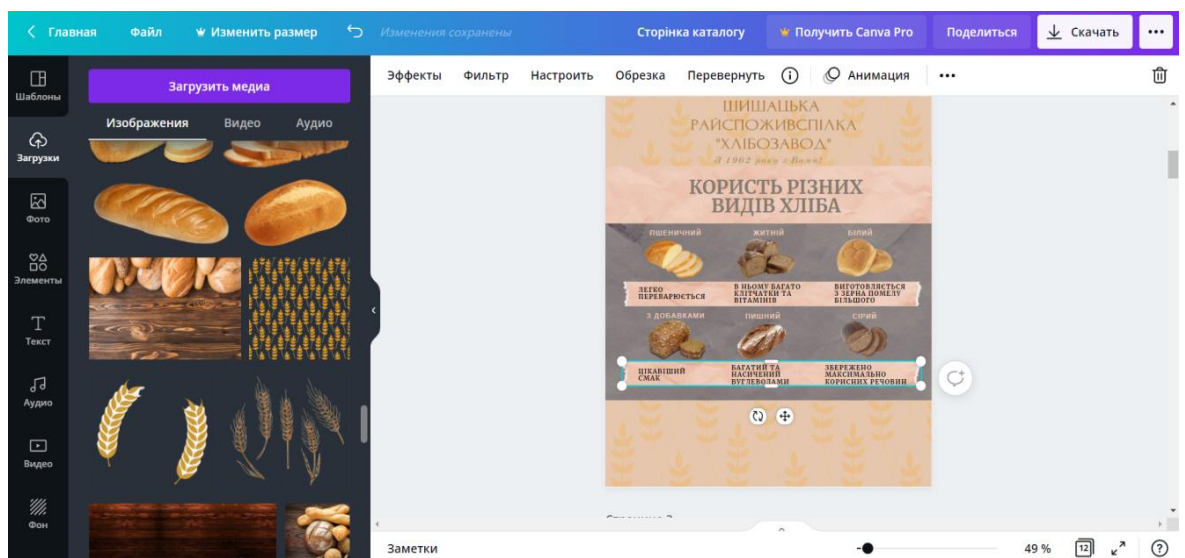 Главная Файл Изменить размер Изменения сохранены Сторінка каталогу Получить Canva Pro Поделиться Скачать
Эффекты Фильтр Настроить Обрезка Перевернуть Анимация
Шаблоны
Загрузки
Фото
Элементы
Текст
Аудио
Видео
Фон
Загрузить медиа
Изображения Видео Аудио
ШИШАЦЬКА
РАЙСПОЖИВСПІЛКА
"ХЛІБОЗАВОД"
З 1962 року з Вами!
КОРИСТЬ РІЗНИХ
ВИДІВ ХЛІБА
ПШЕНИЧНИЙ ЖИТНІЙ БІЛИЙ
ЛЕГКО
ПЕРЕВАРЮЄТЬСЯ
В НЬОМУ БАГАТО
КЛІТЧАТКИ ТА
ВІТАМІНІВ
ВИГОТОВЛЯЄТЬСЯ
З ЗЕРНА ПОМЕЛУ
БІЛЬШОГО
З ДОБАВКАМИ ПИШНИЙ СІРИЙ
ЦІКАВІШИЙ
СМАК
БАГАТИЙ ТА
НАСИЧЕНИЙ
ВУГЛЕВОДАМИ
ЗБЕРЕЖЕНО
МАКСИМАЛЬНО
КОРИСНИХ РЕЧОВИН
Заметки 49 % 12